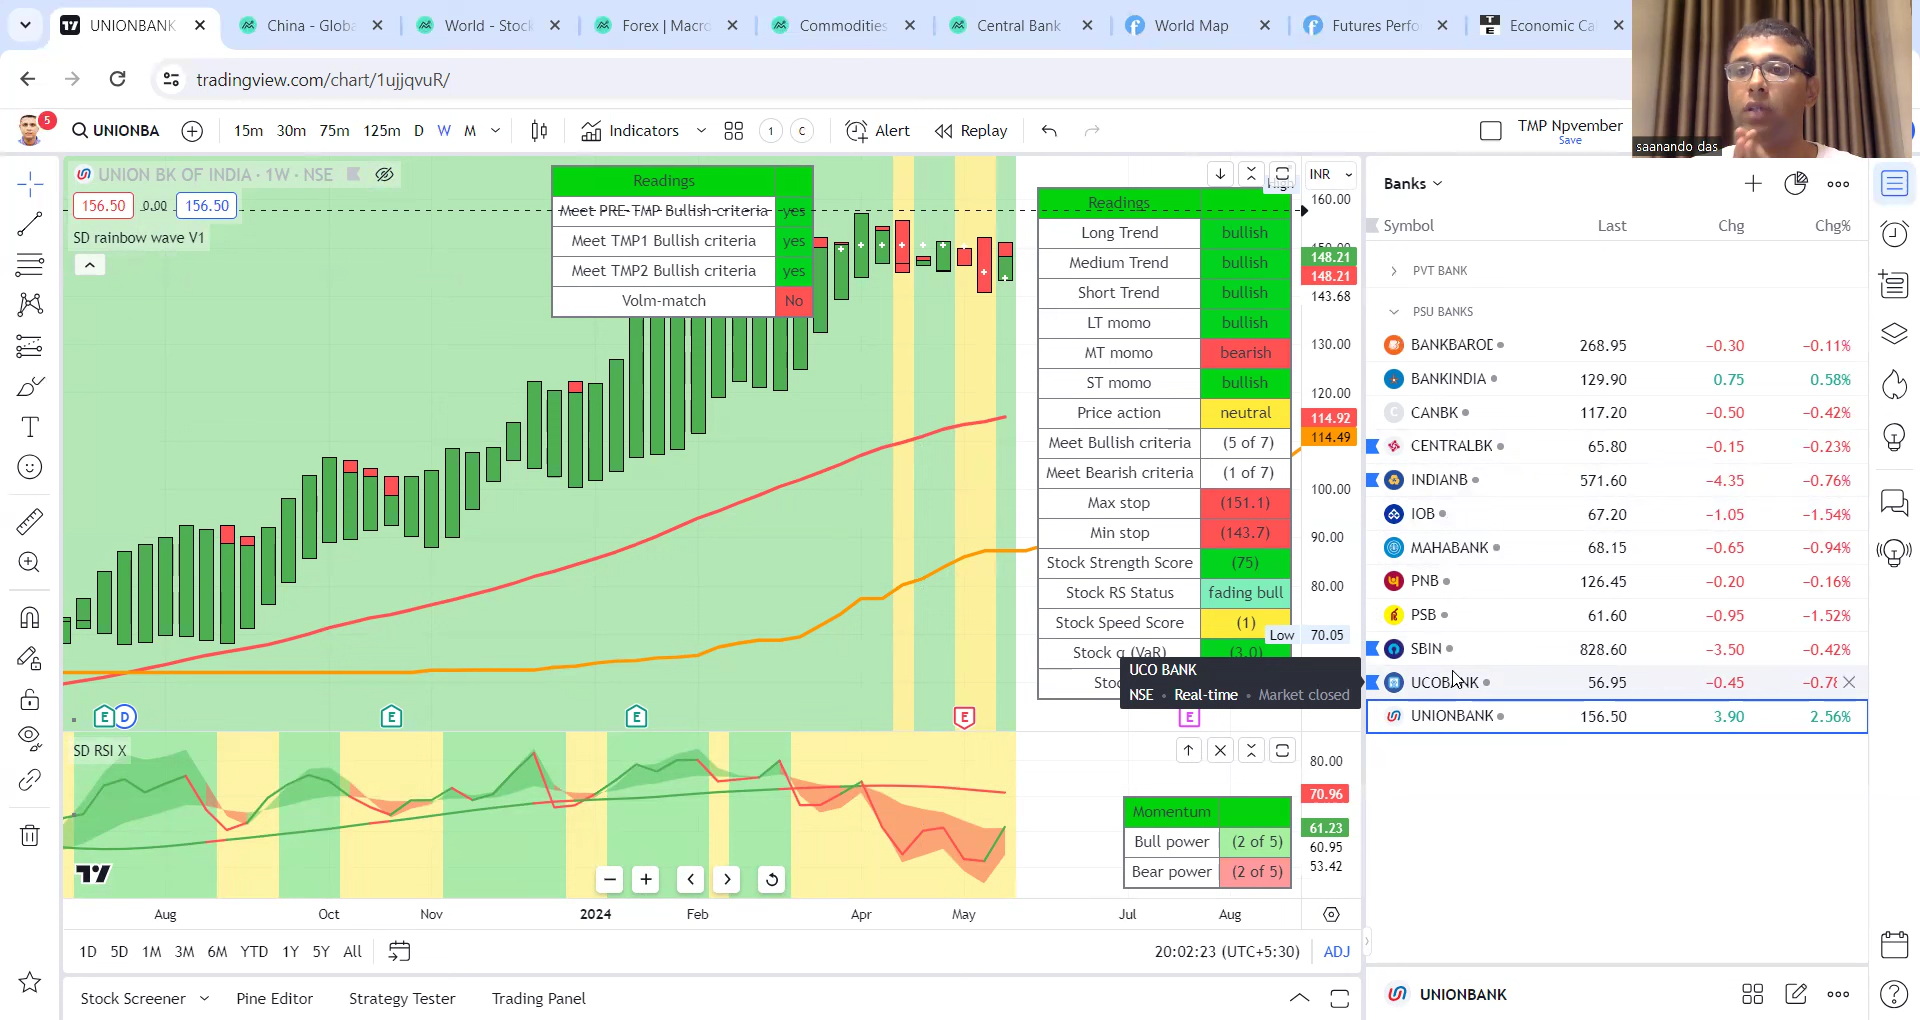 UNIONBANK
China - Globa
World - Stock
Forex | Macro
Commodities
Central Bank
World Map
Futures Perfo
Economic Ca
tradingview.com/chart/1ujjqvuR/
5
UNIONBA
15m 30m 75m 125m D W M
Indicators
1
C
Alert
Replay
TMP Npvember
Save
saanando das
UNION BK OF INDIA · 1W · NSE
156.50 0.00 156.50
SD rainbow wave V1
Readings
Meet PRE-TMP Bullish criteria yes
Meet TMP1 Bullish criteria yes
Meet TMP2 Bullish criteria yes
Volm-match No
Readings
Long Trend bullish
Medium Trend bullish
Short Trend bullish
LT momo bullish
MT momo bearish
ST momo bullish
Price action neutral
Meet Bullish criteria (5 of 7)
Meet Bearish criteria (1 of 7)
Max stop (151.1)
Min stop (143.7)
Stock Strength Score (75)
Stock RS Status fading bull
Stock Speed Score (1)
Stock q (VaR) (3.0)
Stoc
UCO BANK
NSE • Real-time • Market closed
E D E E E E
INR
High
160.00
148.21
148.21
143.68
130.00
120.00
114.92
114.49
100.00
90.00
80.00
Low 70.05
SD RSI X
Momentum
Bull power (2 of 5)
Bear power (2 of 5)
80.00
70.96
61.23
60.95
53.42
Aug Oct Nov 2024 Feb Apr May Jul Aug
1D 5D 1M 3M 6M YTD 1Y 5Y All
20:02:23 (UTC+5:30) ADJ
Stock Screener
Pine Editor
Strategy Tester
Trading Panel
Banks
Symbol Last Chg Chg%
PVT BANK
PSU BANKS
BANKBAROD 268.95 −0.30 −0.11%
BANKINDIA 129.90 0.75 0.58%
CANBK 117.20 −0.50 −0.42%
CENTRALBK 65.80 −0.15 −0.23%
INDIANB 571.60 −4.35 −0.76%
IOB 67.20 −1.05 −1.54%
MAHABANK 68.15 −0.65 −0.94%
PNB 126.45 −0.20 −0.16%
PSB 61.60 −0.95 −1.52%
SBIN 828.60 −3.50 −0.42%
UCOBANK 56.95 −0.45 −0.78
UNIONBANK 156.50 3.90 2.56%
UNIONBANK